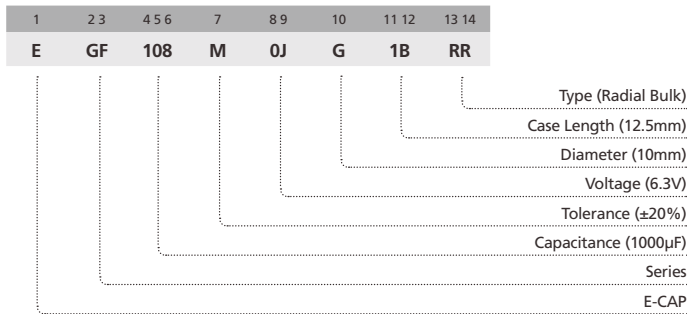 1 2 3 4 5 6 7 8 9 10 11 12 13 14
E GF 108 M 0J G 1B RR
Type (Radial Bulk)
Case Length (12.5mm)
Diameter (10mm)
Voltage (6.3V)
Tolerance (±20%)
Capacitance (1000µF)
Series
E-CAP